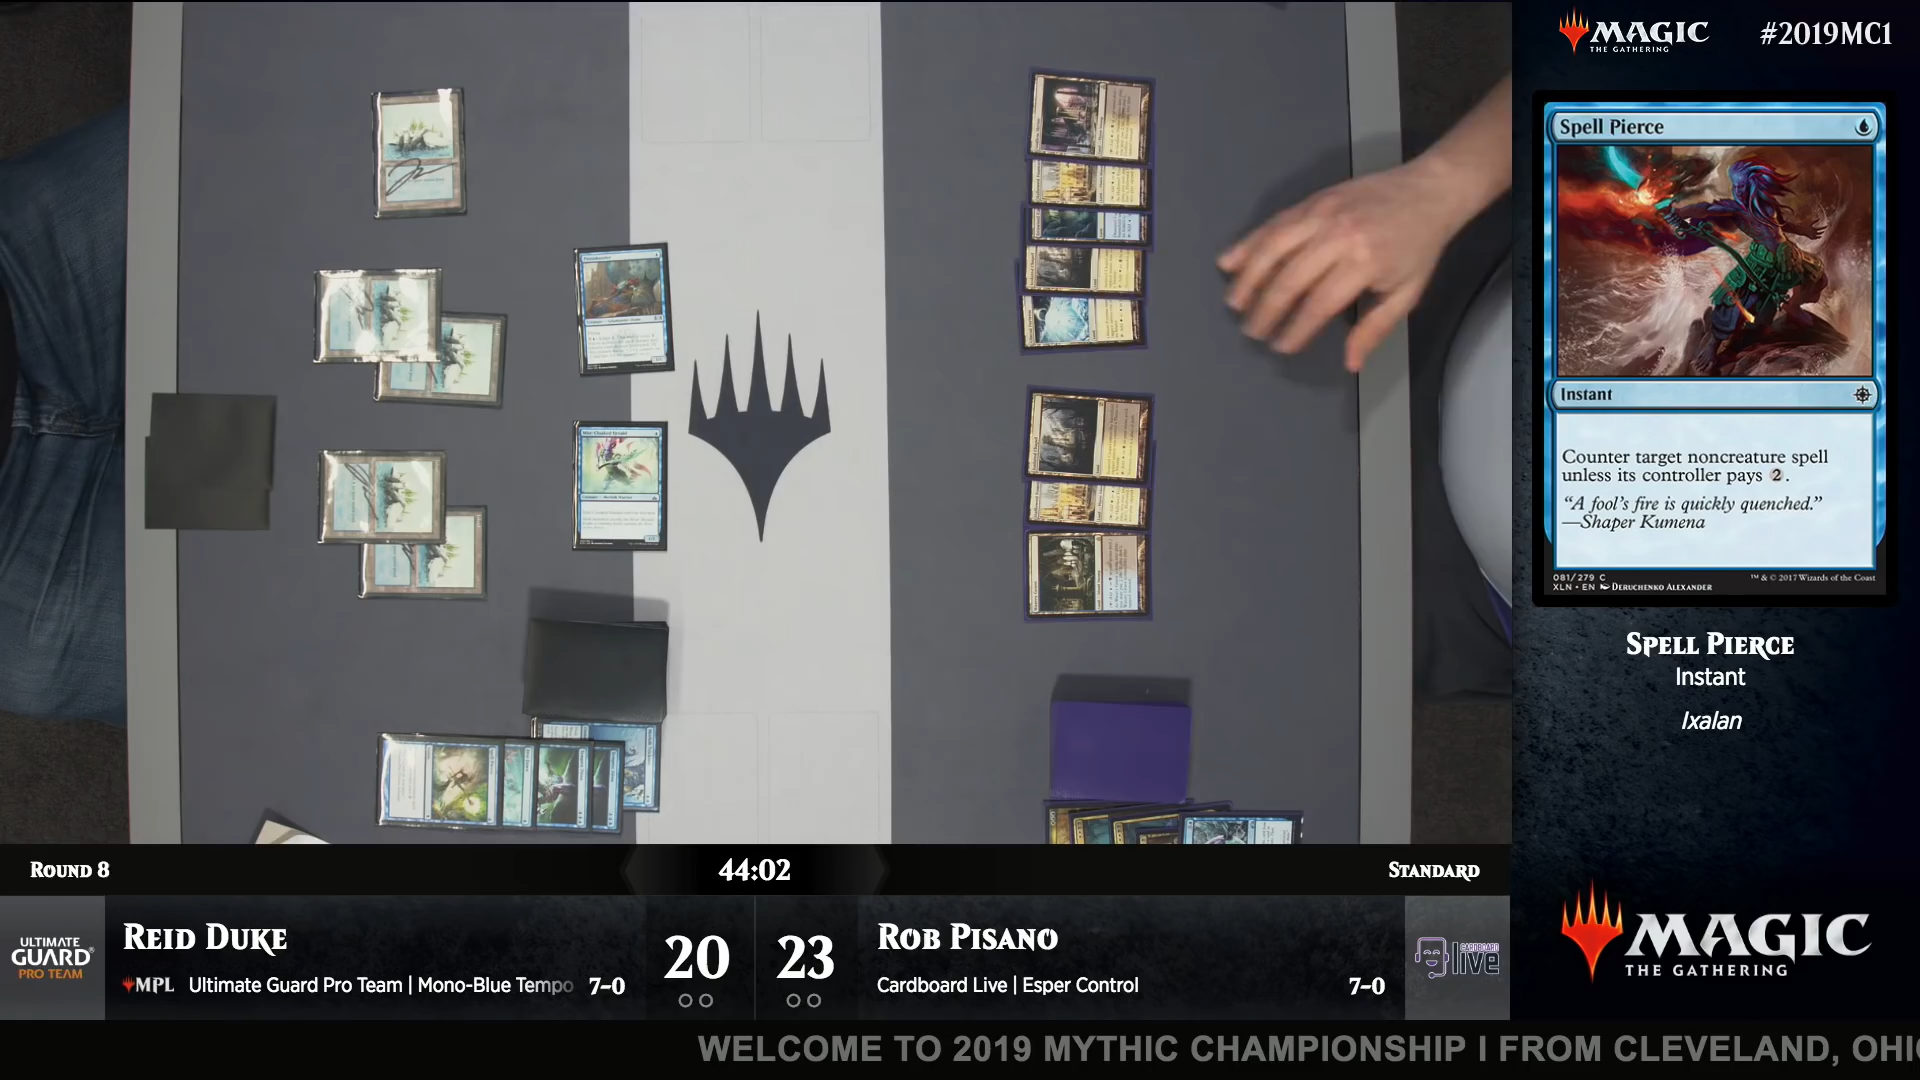 MAGIC
THE GATHERING
#2019MC1
Spell Pierce
Instant
Counter target noncreature spell
unless its controller pays 2.
“A fool’s fire is quickly quenched.”
—Shaper Kumena
081/279 C
XLN • EN DERUCHENKO ALEXANDER
™ & © 2017 Wizards of the Coast
SPELL PIERCE
Instant
Ixalan
ROUND 8
44:02
STANDARD
ULTIMATE
GUARD®
PRO TEAM
REID DUKE
MPL Ultimate Guard Pro Team | Mono-Blue Tempo 7-0
20
23
ROB PISANO
Cardboard Live | Esper Control 7-0
CARDBOARD
live
MAGIC
THE GATHERING
WELCOME TO 2019 MYTHIC CHAMPIONSHIP I FROM CLEVELAND, OHI